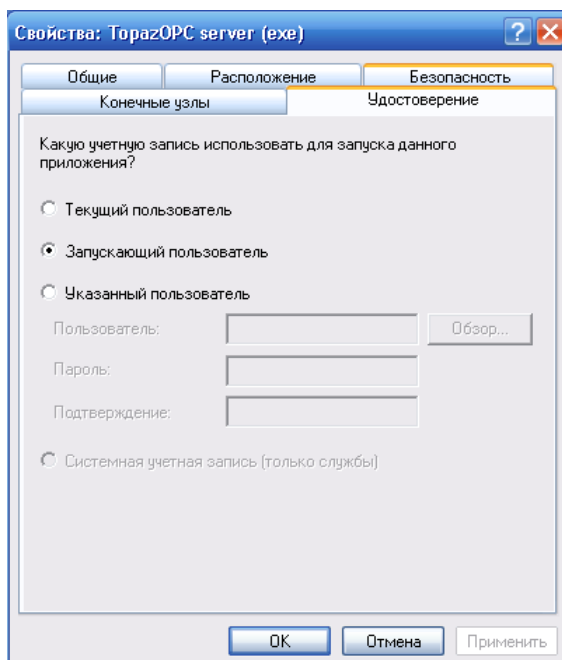 Свойства: TopazOPC server (exe)
Общие
Расположение
Безопасность
Конечные узлы
Удостоверение
Какую учетную запись использовать для запуска данного
приложения?
Текущий пользователь
Запускающий пользователь
Указанный пользователь
Пользователь:
Обзор...
Пароль:
Подтверждение:
Системная учетная запись (только службы)
OK
Отмена
Применить